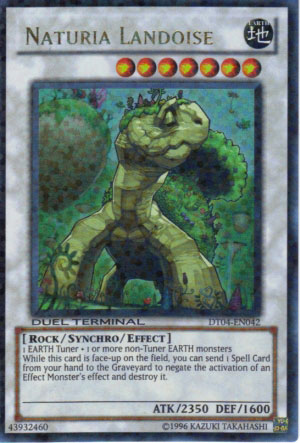 NATURIA LANDOISE
EARTH
地
DUEL TERMINAL DT04-EN042
[ROCK/SYNCHRO/EFFECT]
1 EARTH Tuner + 1 or more non-Tuner EARTH monsters
While this card is face-up on the field, you can send 1 Spell Card
from your hand to the Graveyard to negate the activation of an
Effect Monster's effect and destroy it.
ATK/2350 DEF/1600
43932460 ©1996 KAZUKI TAKAHASHI